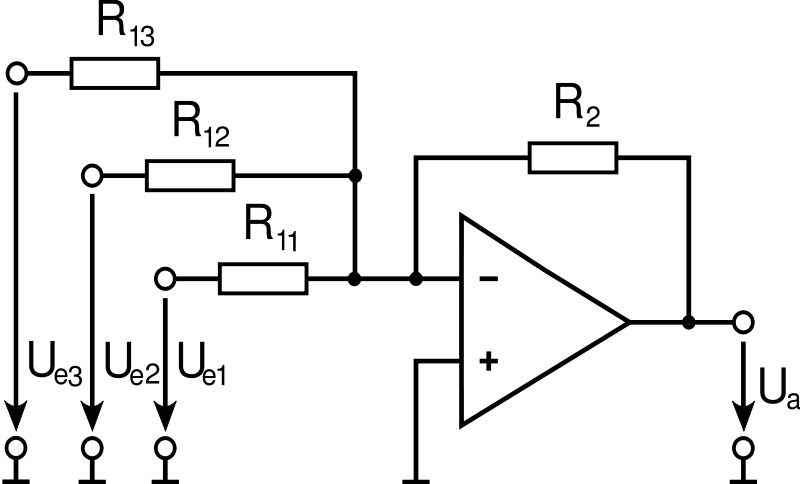 R13
R12
R2
R11
−
+
Ue3
Ue2
Ue1
Ua